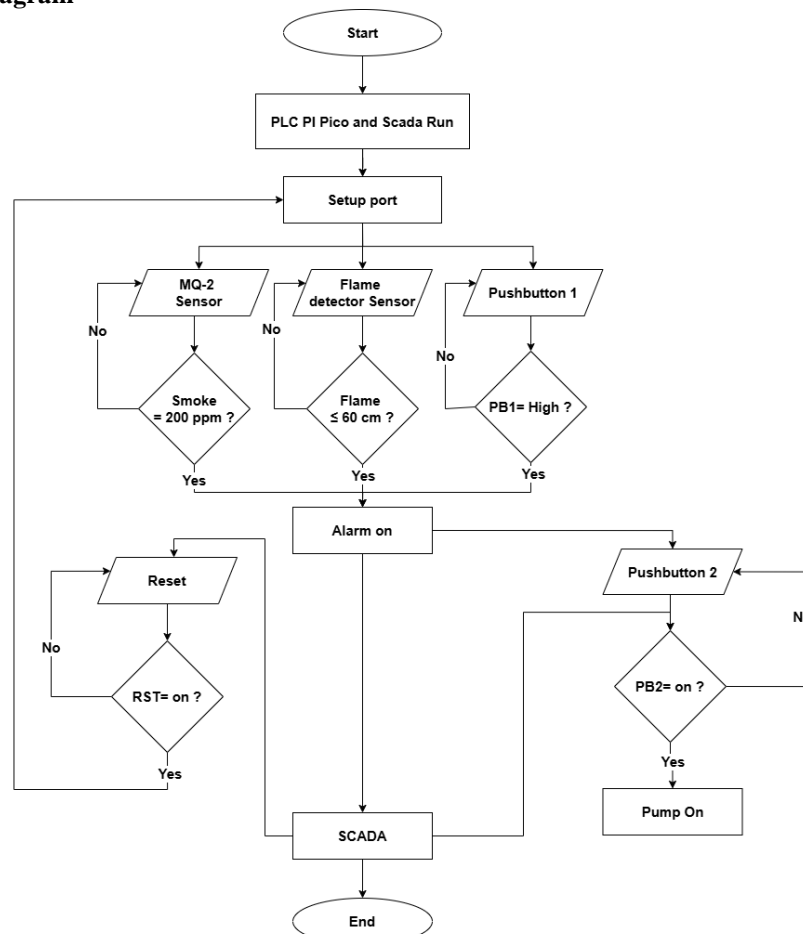 Start
PLC PI Pico and Scada Run
Setup port
MQ-2
Sensor
Flame
detector Sensor
Pushbutton 1
No
No
No
Smoke
= 200 ppm ?
Flame
≤ 60 cm ?
PB1= High ?
Yes
Yes
Yes
Alarm on
Reset
Pushbutton 2
No
RST= on ?
PB2= on ?
Yes
Yes
Pump On
SCADA
End